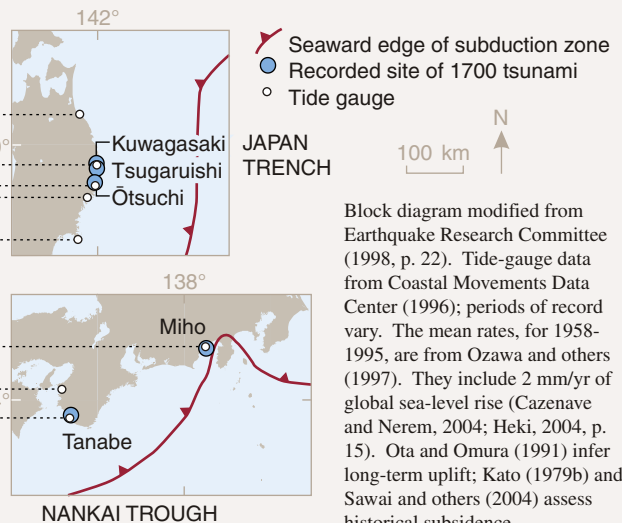 142°
Seaward edge of subduction zone
Recorded site of 1700 tsunami
Tide gauge
Kuwagasaki
Tsugaruishi
Ōtsuchi
JAPAN
TRENCH
100 km
N
138°
Miho
Tanabe
NANKAI TROUGH
Block diagram modified from
Earthquake Research Committee
(1998, p. 22).  Tide-gauge data
from Coastal Movements Data
Center (1996); periods of record
vary.  The mean rates, for 1958-
1995, are from Ozawa and others
(1997).  They include 2 mm/yr of
global sea-level rise (Cazenave
and Nerem, 2004; Heki, 2004, p.
15).  Ota and Omura (1991) infer
long-term uplift; Kato (1979b) and
Sawai and others (2004) assess
historical subsidence.